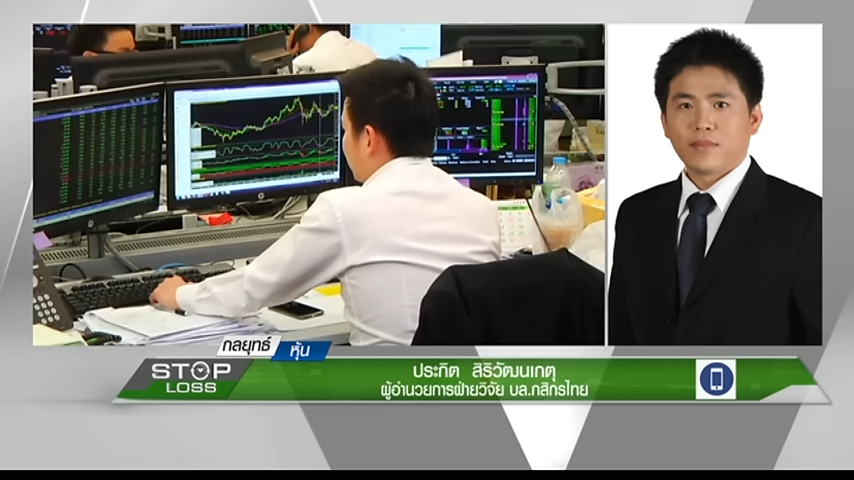 กลยุทธ์
หุ้น
STOP
LOSS
ประกิต สิริวัฒนเกตุ
ผู้อำนวยการฝ่ายวิจัย บล.กสิกรไทย